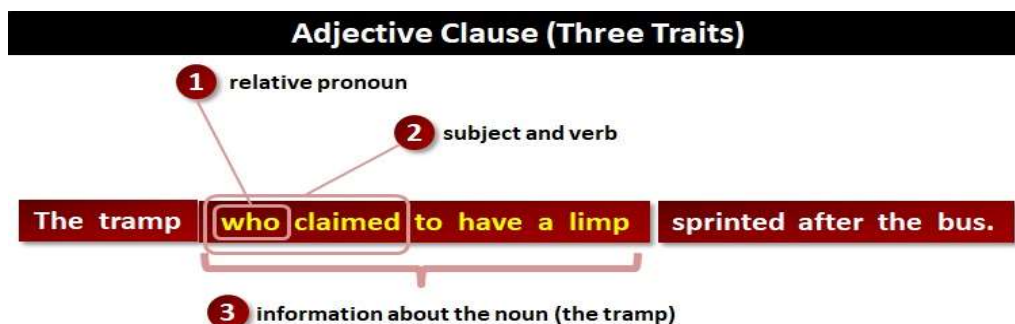 Adjective Clause (Three Traits)
1 relative pronoun
2 subject and verb
The tramp who claimed to have a limp sprinted after the bus.
3 information about the noun (the tramp)